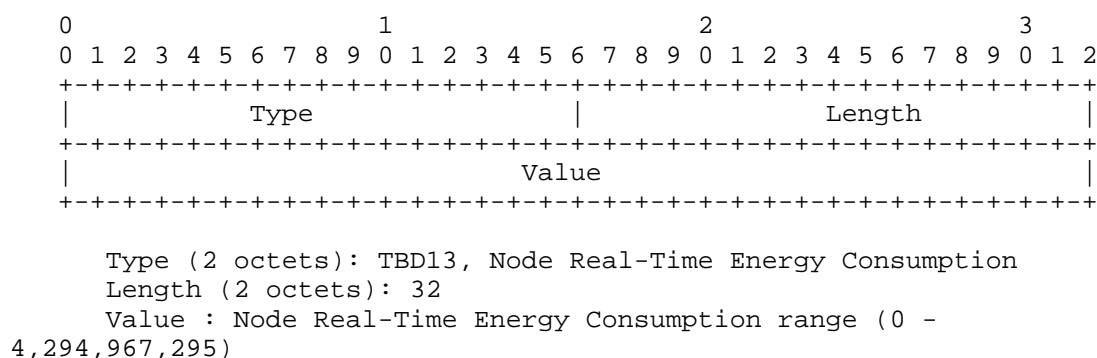 0                   1                   2                   3
0 1 2 3 4 5 6 7 8 9 0 1 2 3 4 5 6 7 8 9 0 1 2 3 4 5 6 7 8 9 0 1 2
+-+-+-+-+-+-+-+-+-+-+-+-+-+-+-+-+-+-+-+-+-+-+-+-+-+-+-+-+-+-+-+-+
|           Type                |               Length          |
+-+-+-+-+-+-+-+-+-+-+-+-+-+-+-+-+-+-+-+-+-+-+-+-+-+-+-+-+-+-+-+-+
|                            Value                              |
+-+-+-+-+-+-+-+-+-+-+-+-+-+-+-+-+-+-+-+-+-+-+-+-+-+-+-+-+-+-+-+-+
Type (2 octets): TBD13, Node Real-Time Energy Consumption
Length (2 octets): 32
Value : Node Real-Time Energy Consumption range (0 -
4,294,967,295)